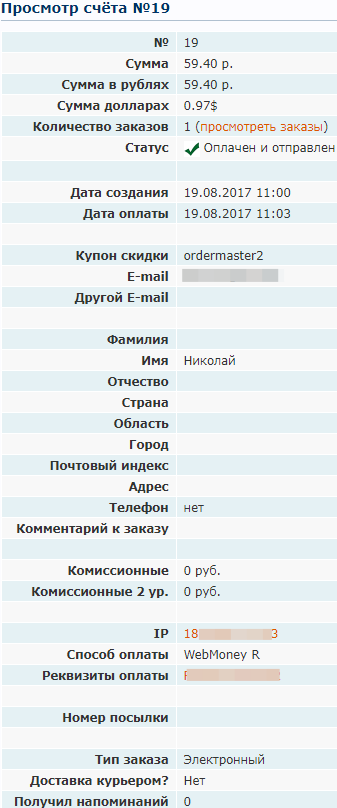 Просмотр счёта №19
№ 19
Сумма 59.40 р.
Сумма в рублях 59.40 р.
Сумма долларах 0.97$
Количество заказов 1 (просмотреть заказы)
Статус Оплачен и отправлен
Дата создания 19.08.2017 11:00
Дата оплаты 19.08.2017 11:03
Купон скидки ordermaster2
E-mail
Другой E-mail
Фамилия
Имя Николай
Отчество
Страна
Область
Город
Почтовый индекс
Адрес
Телефон нет
Комментарий к заказу
Комиссионные 0 руб.
Комиссионные 2 ур. 0 руб.
IP 18 3
Способ оплаты WebMoney R
Реквизиты оплаты
Номер посылки
Тип заказа Электронный
Доставка курьером? Нет
Получил напоминаний 0